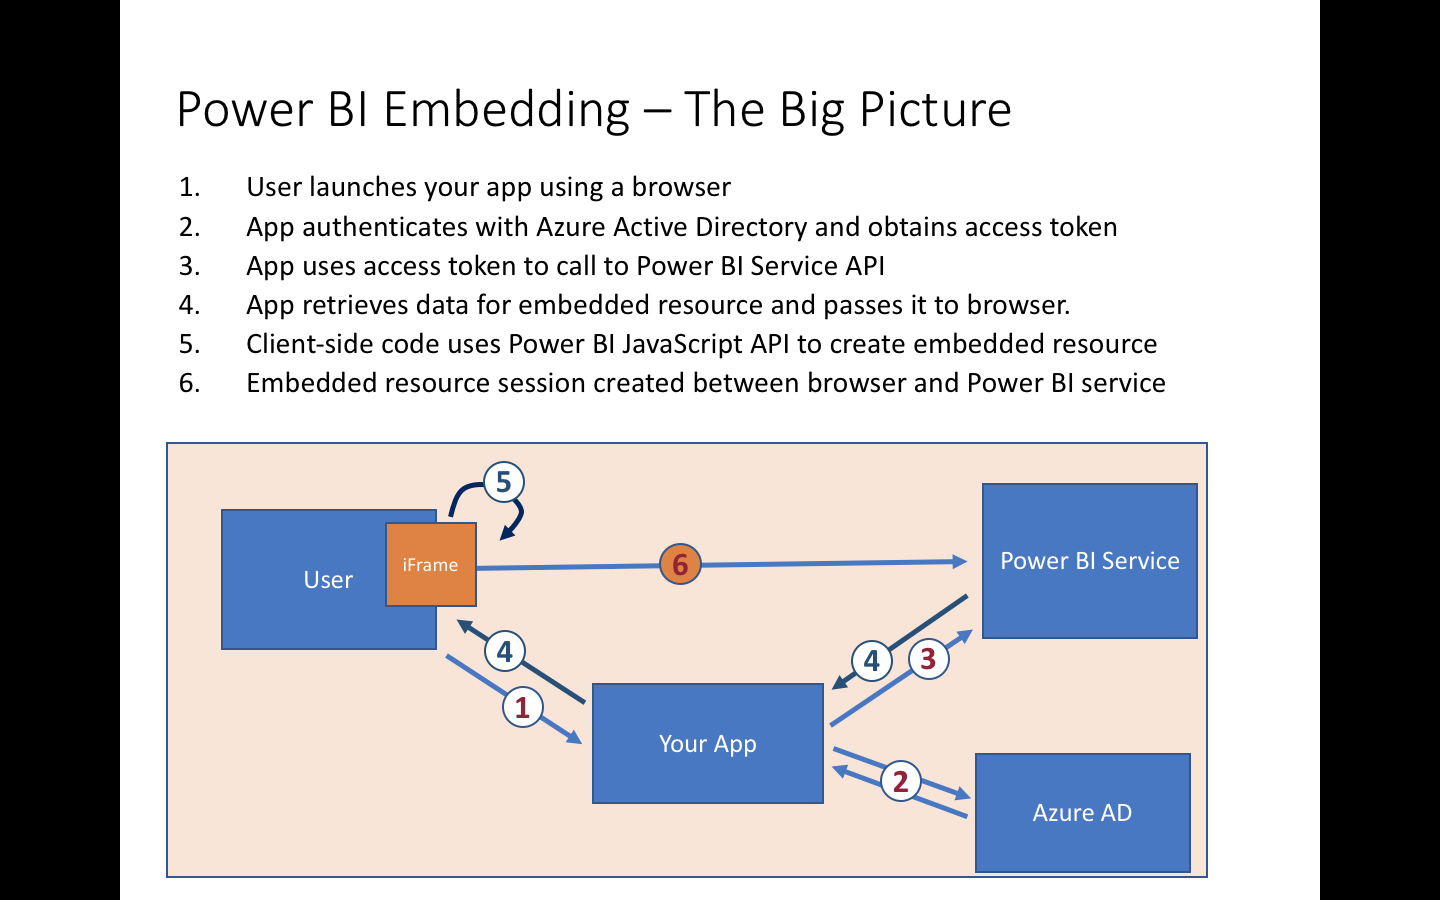 Power BI Embedding – The Big Picture
1. User launches your app using a browser
2. App authenticates with Azure Active Directory and obtains access token
3. App uses access token to call to Power BI Service API
4. App retrieves data for embedded resource and passes it to browser.
5. Client-side code uses Power BI JavaScript API to create embedded resource
6. Embedded resource session created between browser and Power BI service
5
User
iFrame
6
Power BI Service
4
1
4
3
Your App
2
Azure AD